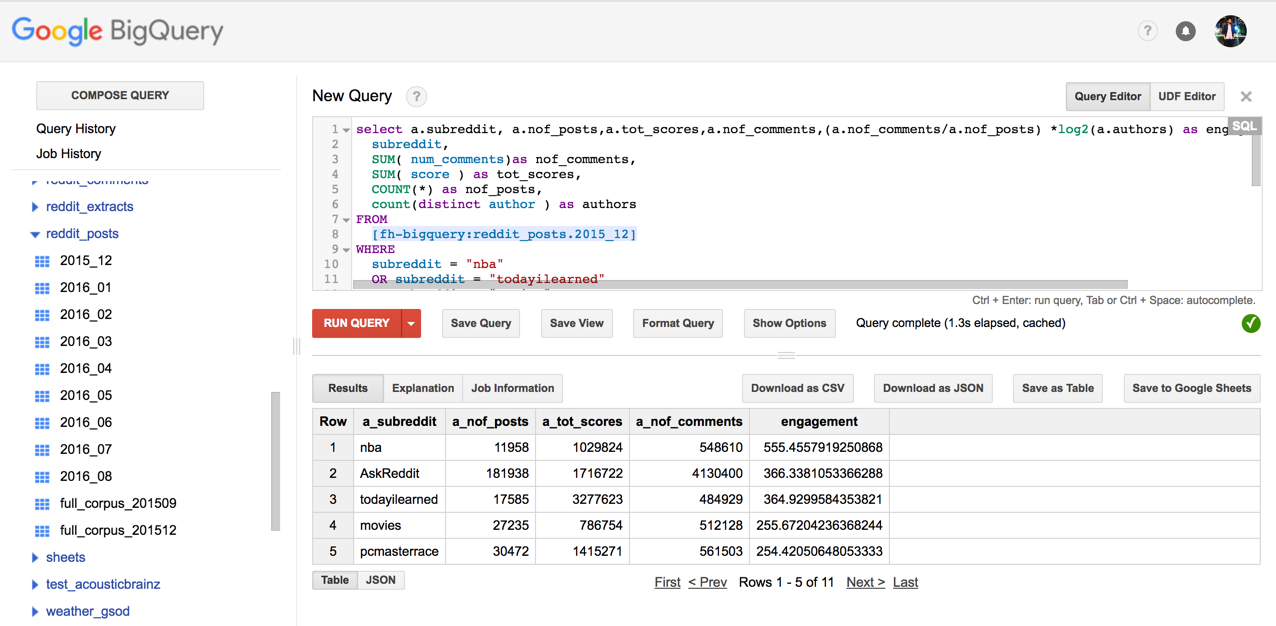 Google BigQuery
?
COMPOSE QUERY
Query History
Job History
reddit_comments
reddit_extracts
reddit_posts
2015_12
2016_01
2016_02
2016_03
2016_04
2016_05
2016_06
2016_07
2016_08
full_corpus_201509
full_corpus_201512
sheets
test_acousticbrainz
weather_gsod
New Query ?
Query Editor UDF Editor
SQL
1 select a.subreddit, a.nof_posts,a.tot_scores,a.nof_comments,(a.nof_comments/a.nof_posts) *log2(a.authors) as eng
2 subreddit,
3 SUM( num_comments)as nof_comments,
4 SUM( score ) as tot_scores,
5 COUNT(*) as nof_posts,
6 count(distinct author ) as authors
7 FROM
8 [fh-bigquery:reddit_posts.2015_12]
9 WHERE
10 subreddit = "nba"
11 OR subreddit = "todayilearned"
Ctrl + Enter: run query, Tab or Ctrl + Space: autocomplete.
RUN QUERY Save Query Save View Format Query Show Options Query complete (1.3s elapsed, cached)
Results Explanation Job Information Download as CSV Download as JSON Save as Table Save to Google Sheets
Row a_subreddit a_nof_posts a_tot_scores a_nof_comments engagement
1 nba 11958 1029824 548610 555.4557919250868
2 AskReddit 181938 1716722 4130400 366.3381053366288
3 todayilearned 17585 3277623 484929 364.9299584353821
4 movies 27235 786754 512128 255.67204236368244
5 pcmasterrace 30472 1415271 561503 254.42050648053333
Table JSON First < Prev Rows 1 - 5 of 11 Next > Last